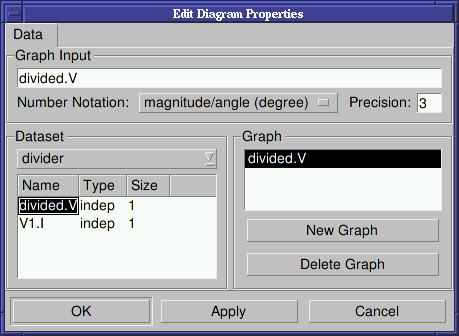 Edit Diagram Properties
Data
Graph Input
divided.V
Number Notation: magnitude/angle (degree) Precision: 3
Dataset
divider
Name Type Size
divided.V indep 1
V1.I indep 1
Graph
divided.V
New Graph
Delete Graph
OK Apply Cancel